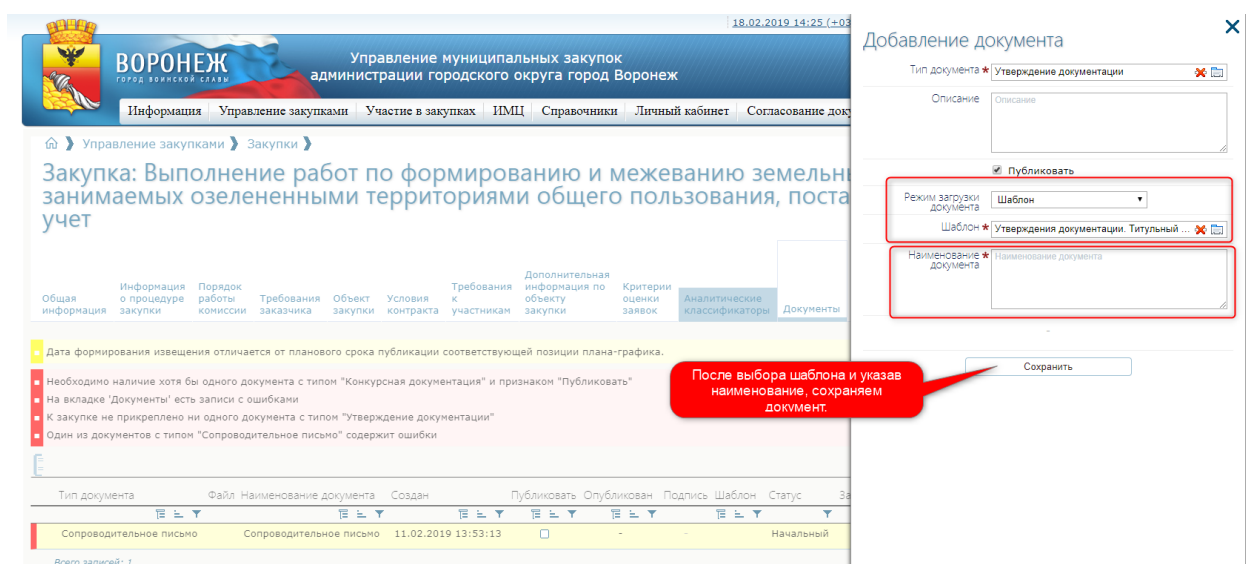 18.02.2019 14:25 (+03
ВОРОНЕЖ
ГОРОД ВОИНСКОЙ СЛАВЫ
Управление муниципальных закупок
администрации городского округа город Воронеж
Информация Управление закупками Участие в закупках ИМЦ Справочники Личный кабинет Согласование доку
Управление закупками Закупки
Закупка: Выполнение работ по формированию и межеванию земельн
занимаемых озелененными территориями общего пользования, поста
учет
Общая информация
Информация о процедуре закупки
Порядок работы комиссии
Требования заказчика
Объект закупки
Условия контракта
Требования к участникам
Дополнительная информация по объекту закупки
Критерии оценки заявок
Аналитические классификаторы
Документы
Дата формирования извещения отличается от планового срока публикации соответствующей позиции плана-графика.
Необходимо наличие хотя бы одного документа с типом "Конкурсная документация" и признаком "Публиковать"
На вкладке 'Документы' есть записи с ошибками
К закупке не прикреплено ни одного документа с типом "Утверждение документации"
Один из документов с типом "Сопроводительное письмо" содержит ошибки
Тип документа Файл Наименование документа Создан Публиковать Опубликован Подпись Шаблон Статус За
Сопроводительное письмо Сопроводительное письмо 11.02.2019 13:53:13 - - Начальный
Всего записей: 1
Добавление документа
Тип документа * Утверждение документации
Описание Описание
Публиковать
Режим загрузки документа Шаблон
Шаблон * Утверждения документации. Титульный ...
Наименование документа * Наименование документа
-
Сохранить
После выбора шаблона и указав
наименование, сохраняем
документ.